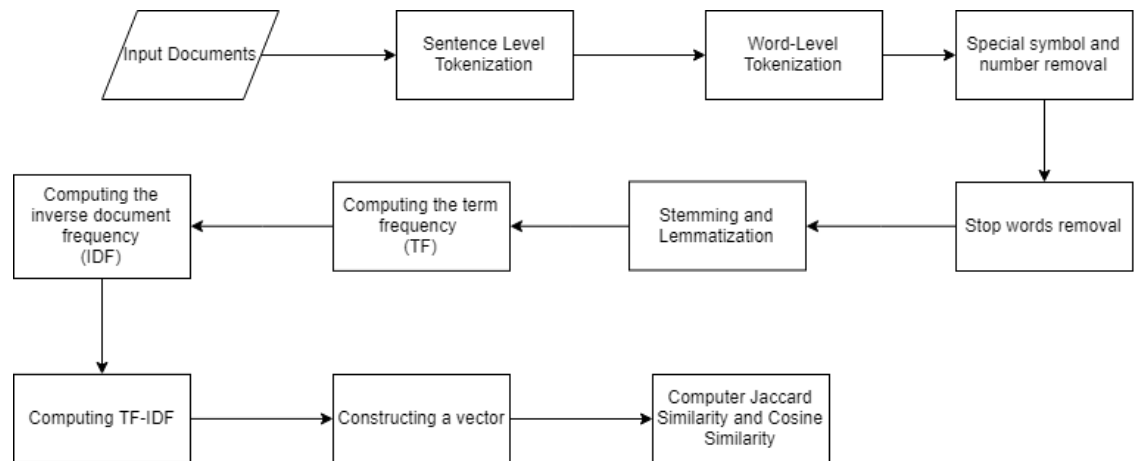 Input Documents
Sentence Level
Tokenization
Word-Level
Tokenization
Special symbol and
number removal
Stop words removal
Stemming and
Lemmatization
Computing the term
frequency
(TF)
Computing the
inverse document
frequency
(IDF)
Computing TF-IDF
Constructing a vector
Computer Jaccard
Similarity and Cosine
Similarity